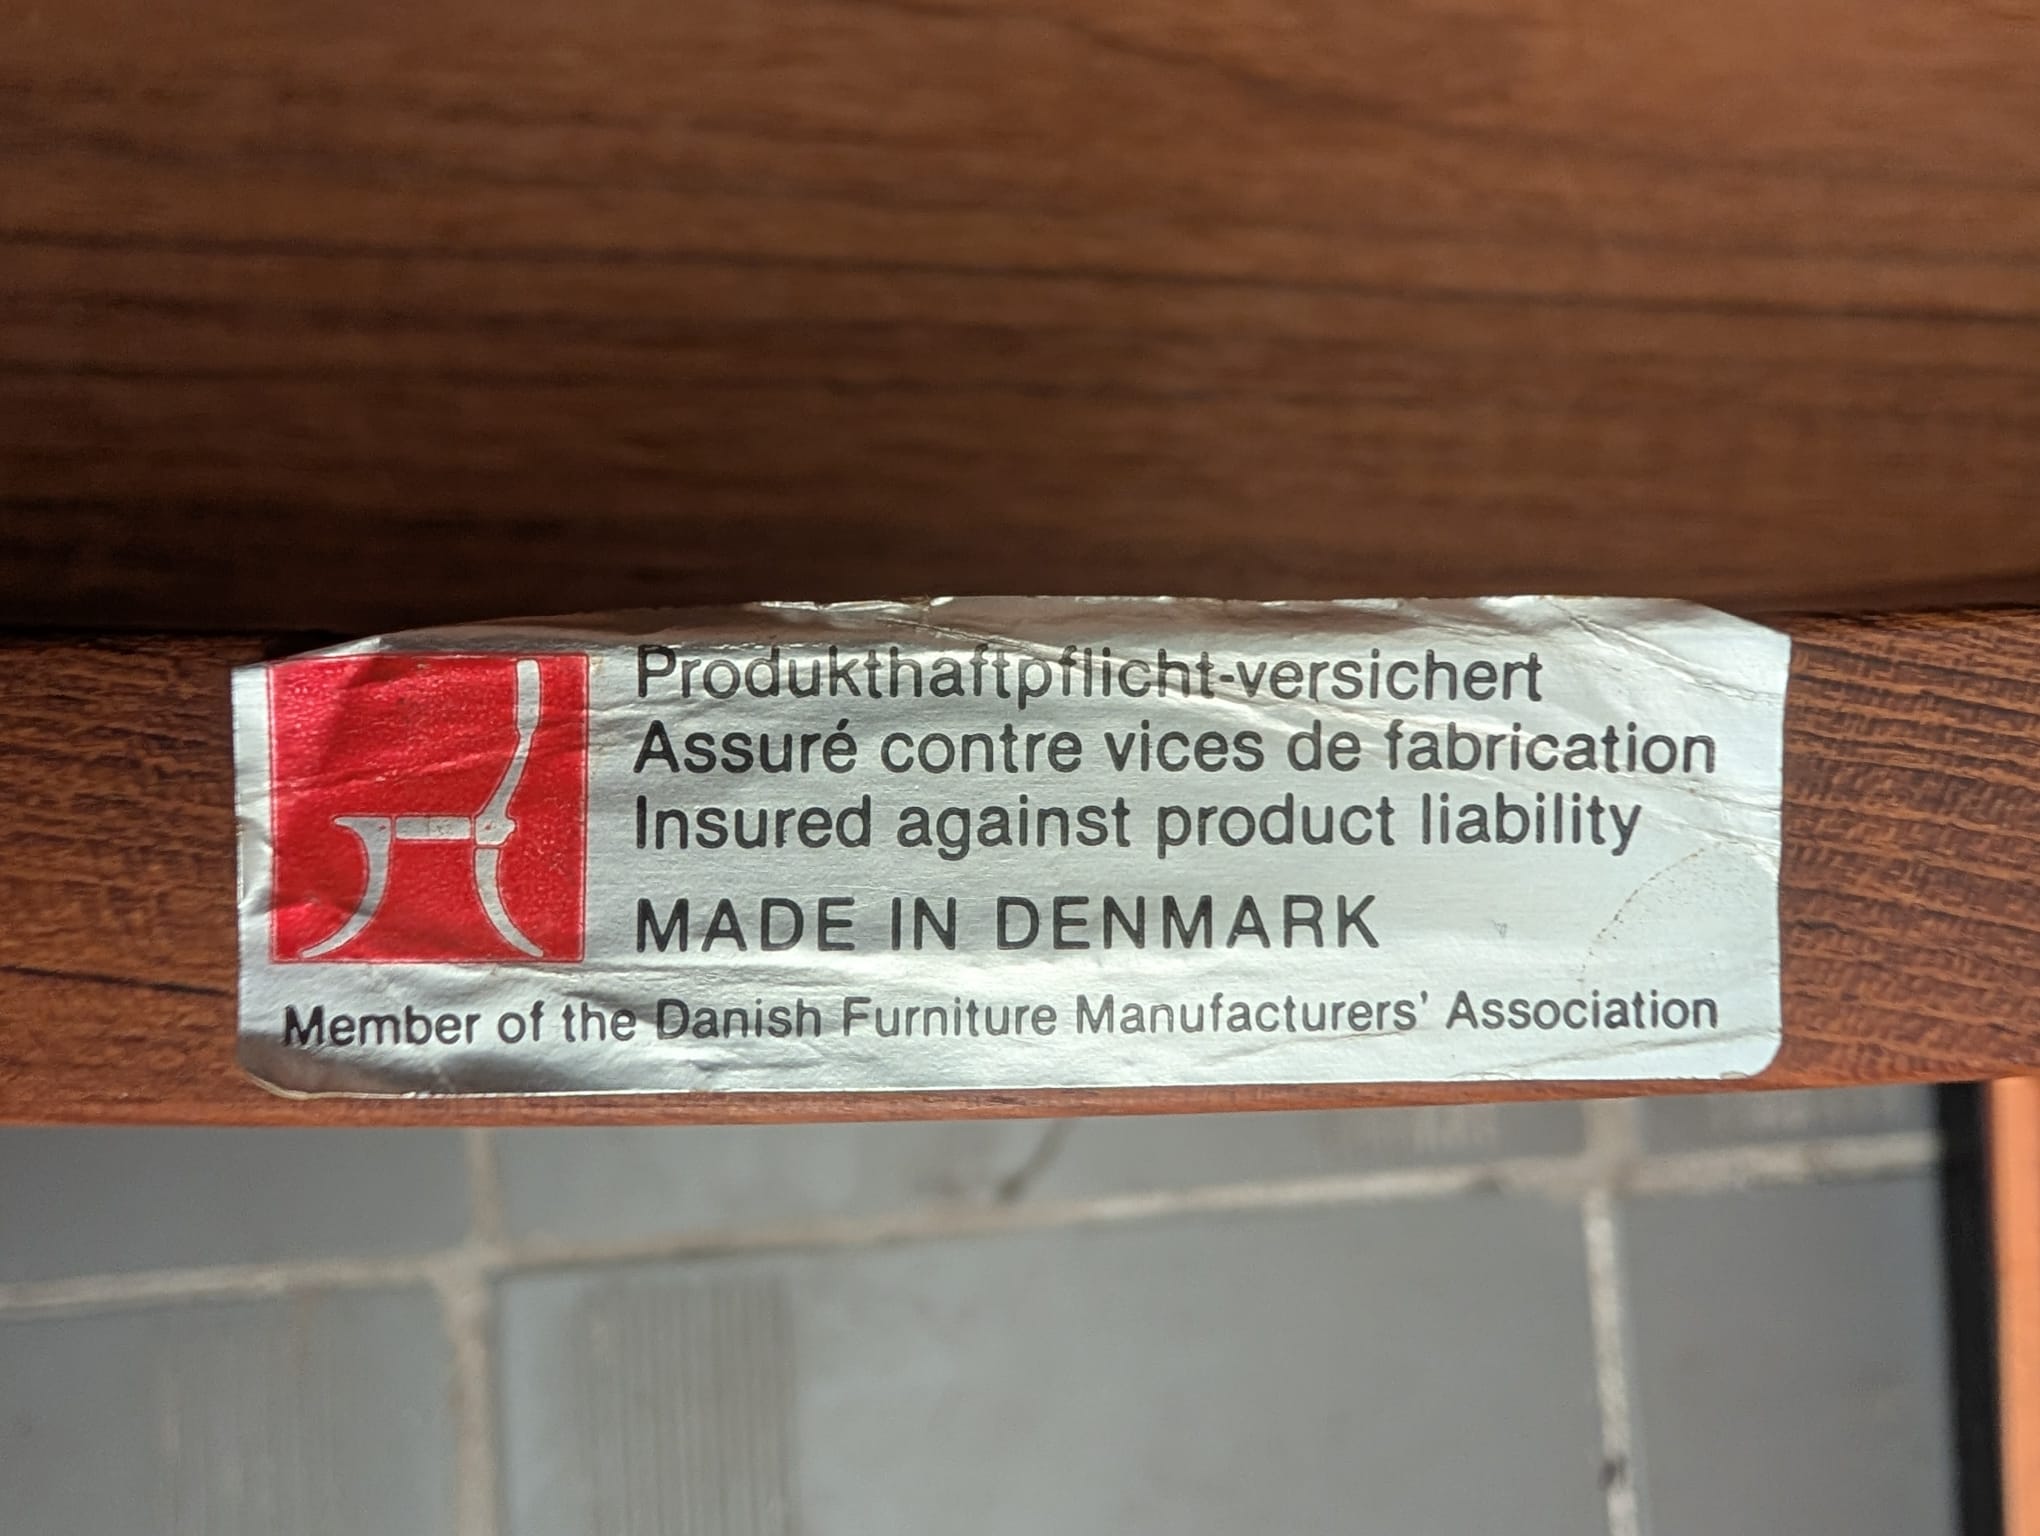 Produkthaftpflicht-versichert
Assuré contre vices de fabrication
Insured against product liability
MADE IN DENMARK
Member of the Danish Furniture Manufacturers' Association